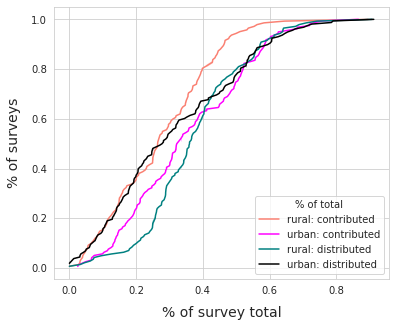 1.0
0.8
0.6
0.4
0.2
0.0
% of surveys
% of total
rural: contributed
urban: contributed
rural: distributed
urban: distributed
0.0 0.2 0.4 0.6 0.8
% of survey total